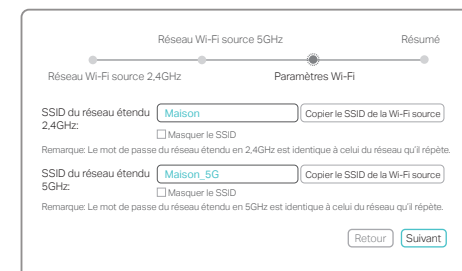 Réseau Wi-Fi source 5GHz Résumé
Réseau Wi-Fi source 2,4GHz Paramètres Wi-Fi
SSID du réseau étendu 2,4GHz: Maison Copier le SSID de la Wi-Fi source
Masquer le SSID
Remarque: Le mot de passe du réseau étendu en 2,4GHz est identique à celui du réseau qu'il répète.
SSID du réseau étendu 5GHz: Maison_5G Copier le SSID de la Wi-Fi source
Masquer le SSID
Remarque: Le mot de passe du réseau étendu en 5GHz est identique à celui du réseau qu'il répète.
Retour Suivant